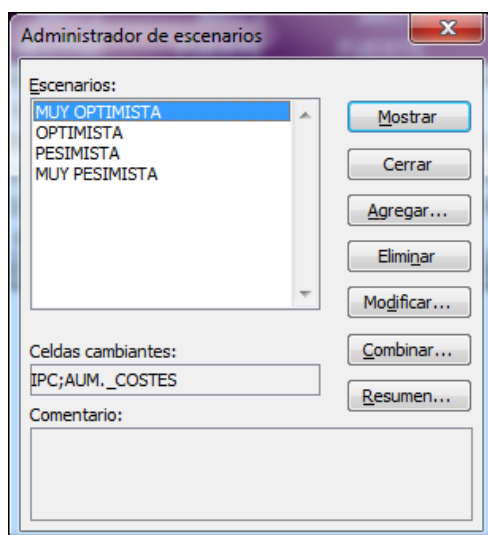 Administrador de escenarios
Escenarios:
MUY OPTIMISTA
OPTIMISTA
PESIMISTA
MUY PESIMISTA
Mostrar
Cerrar
Agregar...
Eliminar
Modificar...
Combinar...
Resumen...
Celdas cambiantes:
IPC;AUM._COSTES
Comentario: